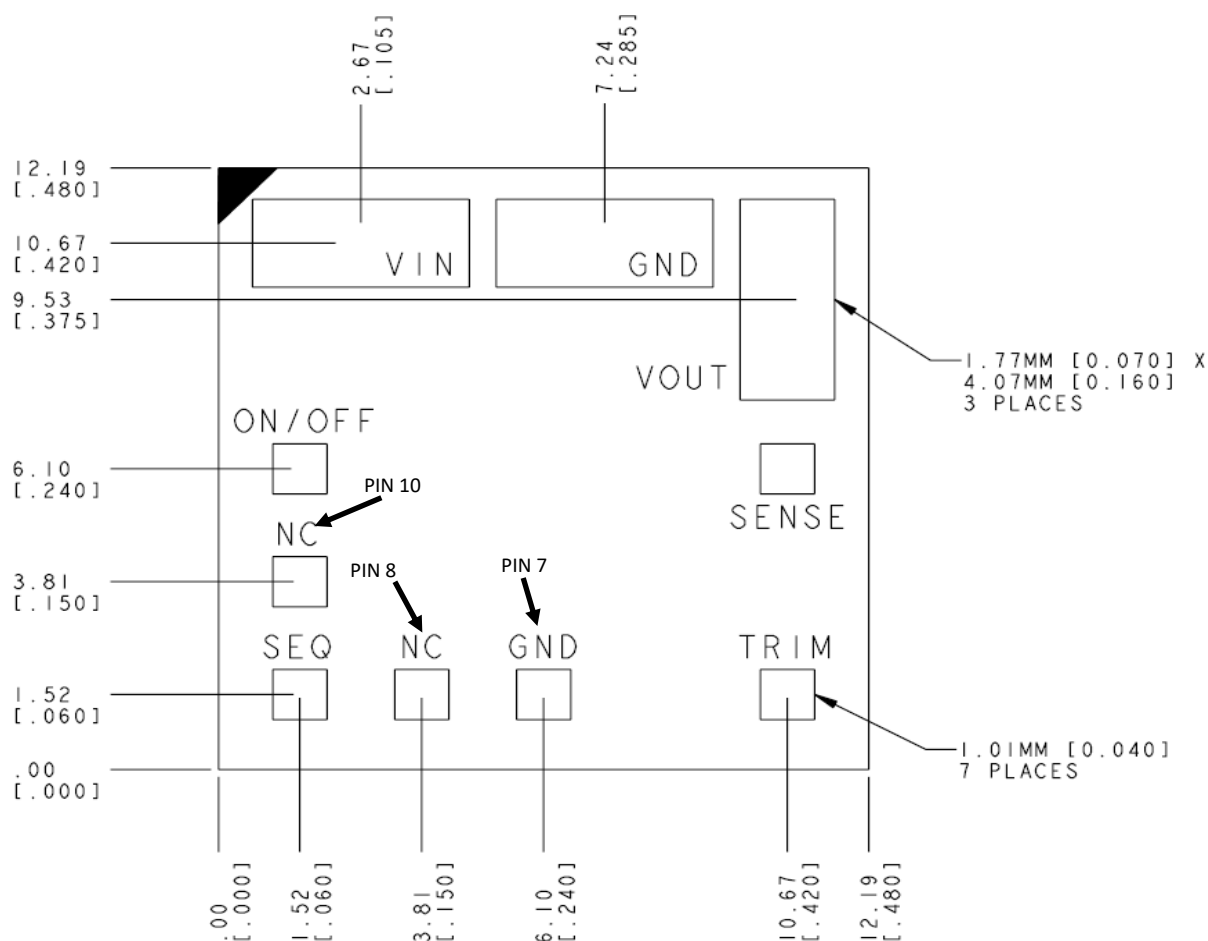 2.67
[.105]
7.24
[.285]
12.19
[.480]
10.67
[.420]
VIN
GND
9.53
[.375]
1.77MM [0.070] X
4.07MM [0.160]
3 PLACES
VOUT
ON/OFF
6.10
[.240]
PIN 10
SENSE
NC
3.81
[.150]
PIN 8
PIN 7
SEQ
NC
GND
TRIM
1.52
[.060]
1.01MM [0.040]
7 PLACES
.00
[.000]
.00
[.000]
1.52
[.060]
3.81
[.150]
6.10
[.240]
10.67
[.420]
12.19
[.480]